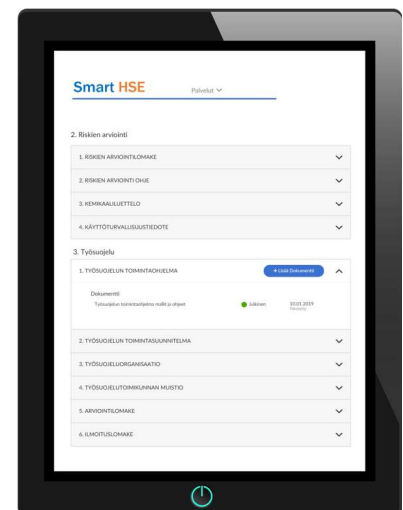 Smart HSE
Palvelut
2. Riskien arviointi
1. RISKIEN ARVIOINTILOMAKE
2. RISKIEN ARVIOINTI OHJE
3. KEMIKAALILUETTELO
4. KÄYTTÖTURVALLISUUSTIEDOTE
3. Työsuojelu
1. TYÖSUOJELUN TOIMINTAOHJELMA
+ Lisää Dokumentti
Dokumentti
Työsuojelun toimintaohjelma mallit ja ohjeet
Julkinen
10.01.2019
2. TYÖSUOJELUN TOIMINTASUUNNITELMA
3. TYÖSUOJELUORGANISAATIO
4. TYÖSUOJELUTOIMIKUNNAN MUISTIO
5. ARVIOINTILOMAKE
6. ILMOITUSLOMAKE